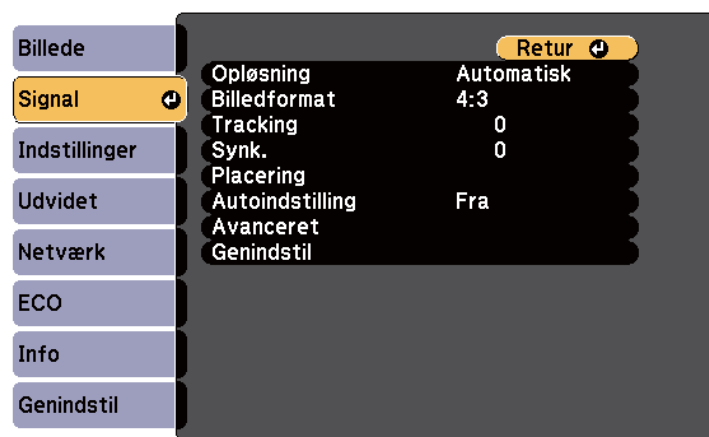 Billede
Signal
Indstillinger
Udvidet
Netværk
ECO
Info
Genindstil
Retur
Opløsning Automatisk
Billedformat 4:3
Tracking 0
Synk. 0
Placering
Autoindstilling Fra
Avanceret
Genindstil